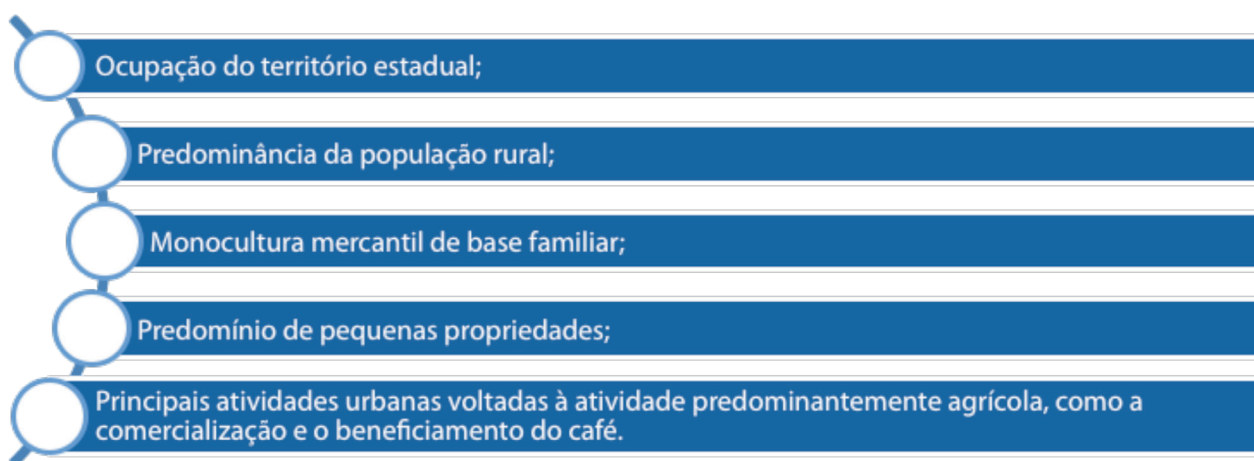 Ocupação do território estadual;
Predominância da população rural;
Monocultura mercantil de base familiar;
Predomínio de pequenas propriedades;
Principais atividades urbanas voltadas à atividade predominantemente agrícola, como a
comercialização e o beneficiamento do café.